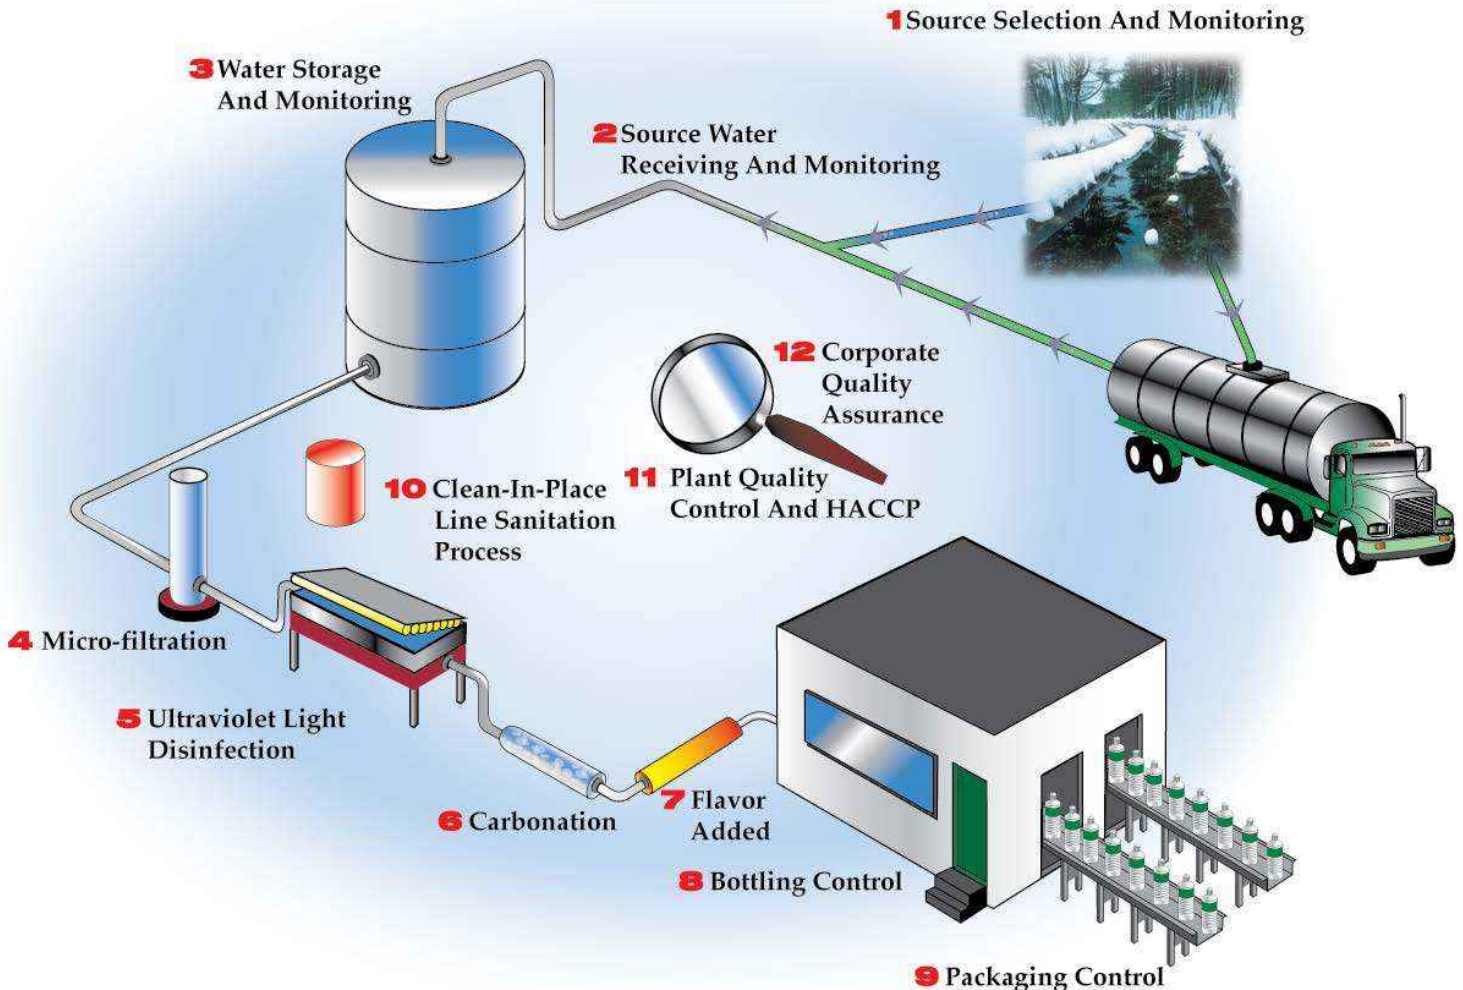 1 Source Selection And Monitoring
2 Source Water
Receiving And Monitoring
3 Water Storage
And Monitoring
4 Micro-filtration
5 Ultraviolet Light
Disinfection
6 Carbonation
7 Flavor
Added
8 Bottling Control
9 Packaging Control
10 Clean-In-Place
Line Sanitation
Process
11 Plant Quality
Control And HACCP
12 Corporate
Quality
Assurance